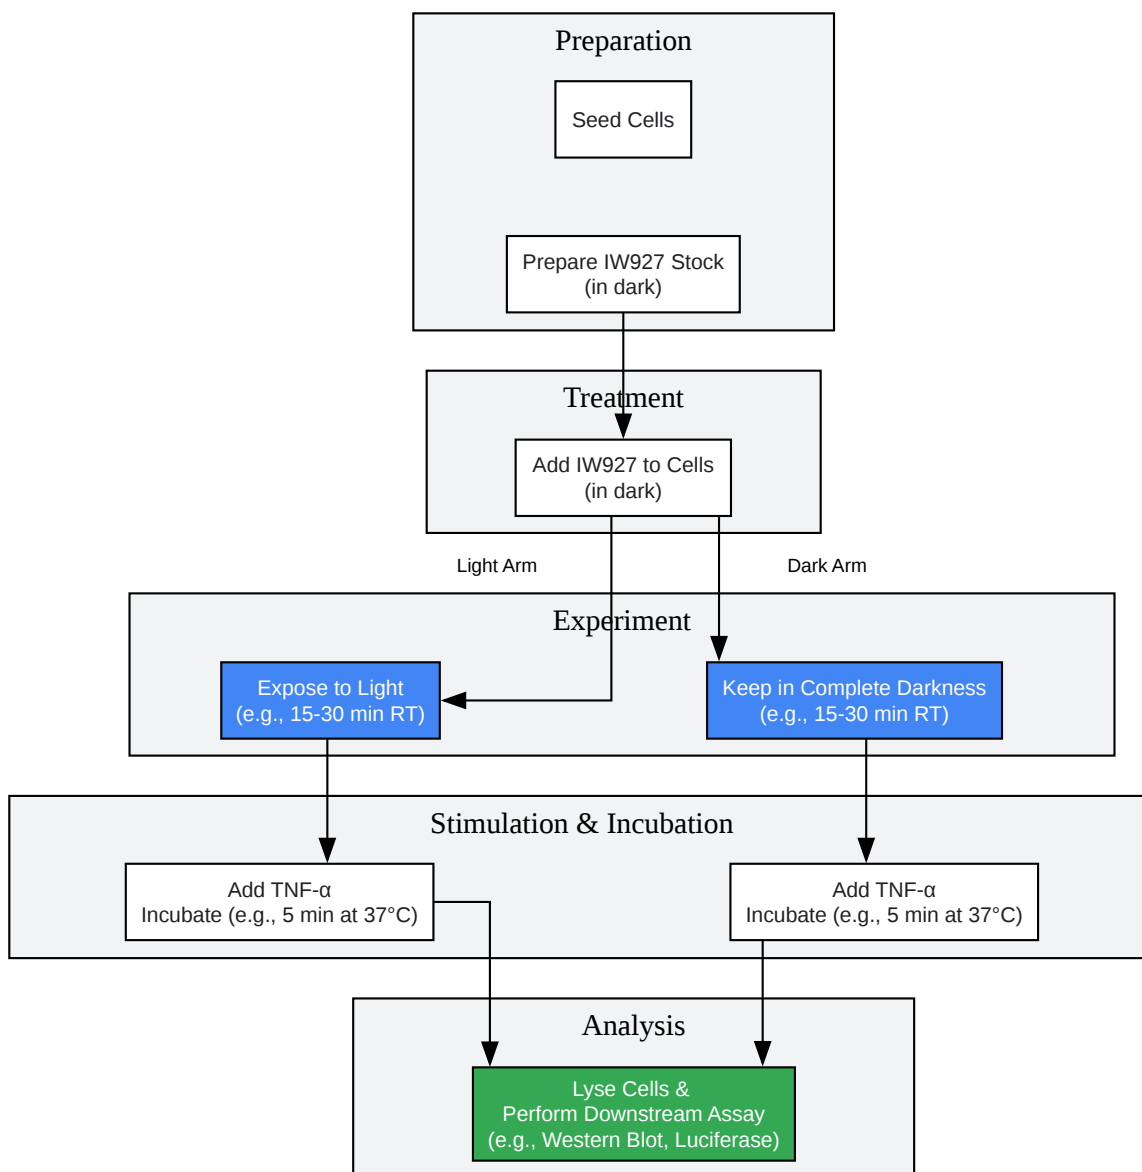 Preparation
Seed Cells
Prepare IW927 Stock
(in dark)
Treatment
Add IW927 to Cells
(in dark)
Light Arm
Dark Arm
Experiment
Expose to Light
(e.g., 15-30 min RT)
Keep in Complete Darkness
(e.g., 15-30 min RT)
Stimulation & Incubation
Add TNF-α
Incubate (e.g., 5 min at 37°C)
Add TNF-α
Incubate (e.g., 5 min at 37°C)
Analysis
Lyse Cells &
Perform Downstream Assay
(e.g., Western Blot, Luciferase)